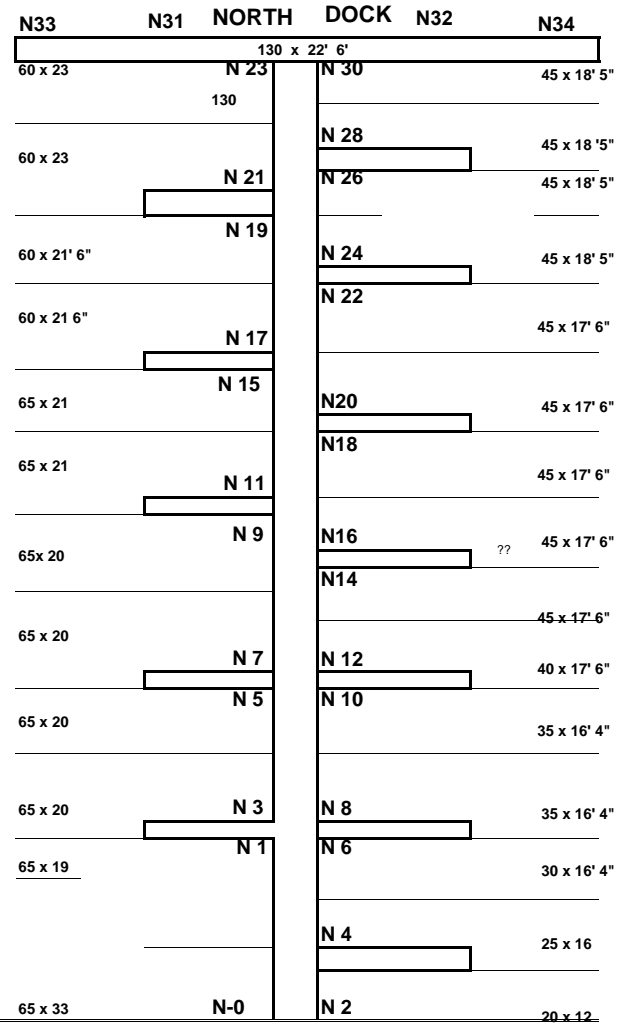 N33 N31 NORTH DOCK N32 N34
130 x 22' 6'
60 x 23 N 23 N 30 45 x 18' 5"
130
N 28 45 x 18 '5"
60 x 23
N 21 N 26 45 x 18' 5"
N 19
60 x 21' 6" N 24 45 x 18' 5"
N 22
60 x 21 6" 45 x 17' 6"
N 17
N 15
65 x 21 N20 45 x 17' 6"
N18
65 x 21 45 x 17' 6"
N 11
N 9 N16 45 x 17' 6"
65x 20 ??
N14
45 x 17' 6"
65 x 20
N 7 N 12 40 x 17' 6"
N 5 N 10
65 x 20 35 x 16' 4"
65 x 20 N 3 N 8 35 x 16' 4"
N 1 N 6
65 x 19 30 x 16' 4"
N 4 25 x 16
65 x 33 N-0 N 2 20 x 12